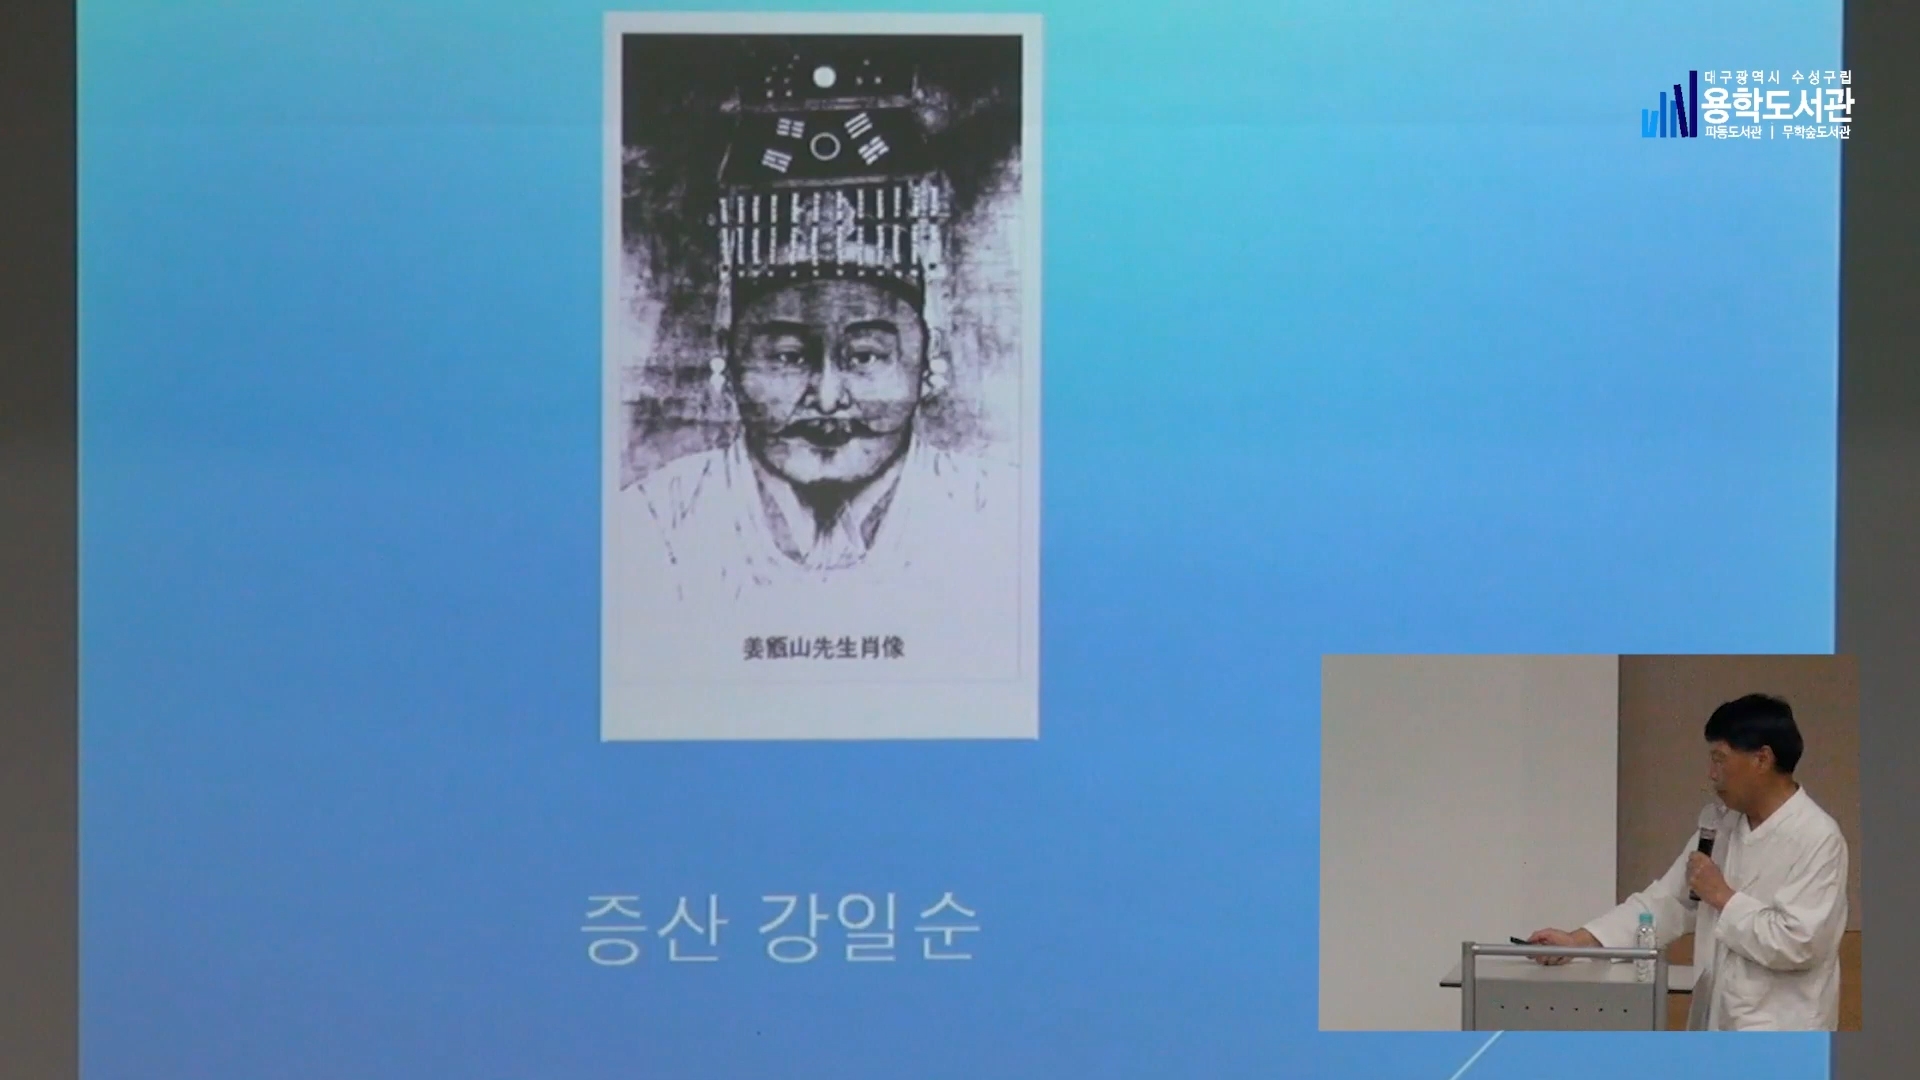 대구광역시 수성구립
용학도서관
파동도서관 | 무학숲도서관
姜甑山先生肖像
증산 강일순